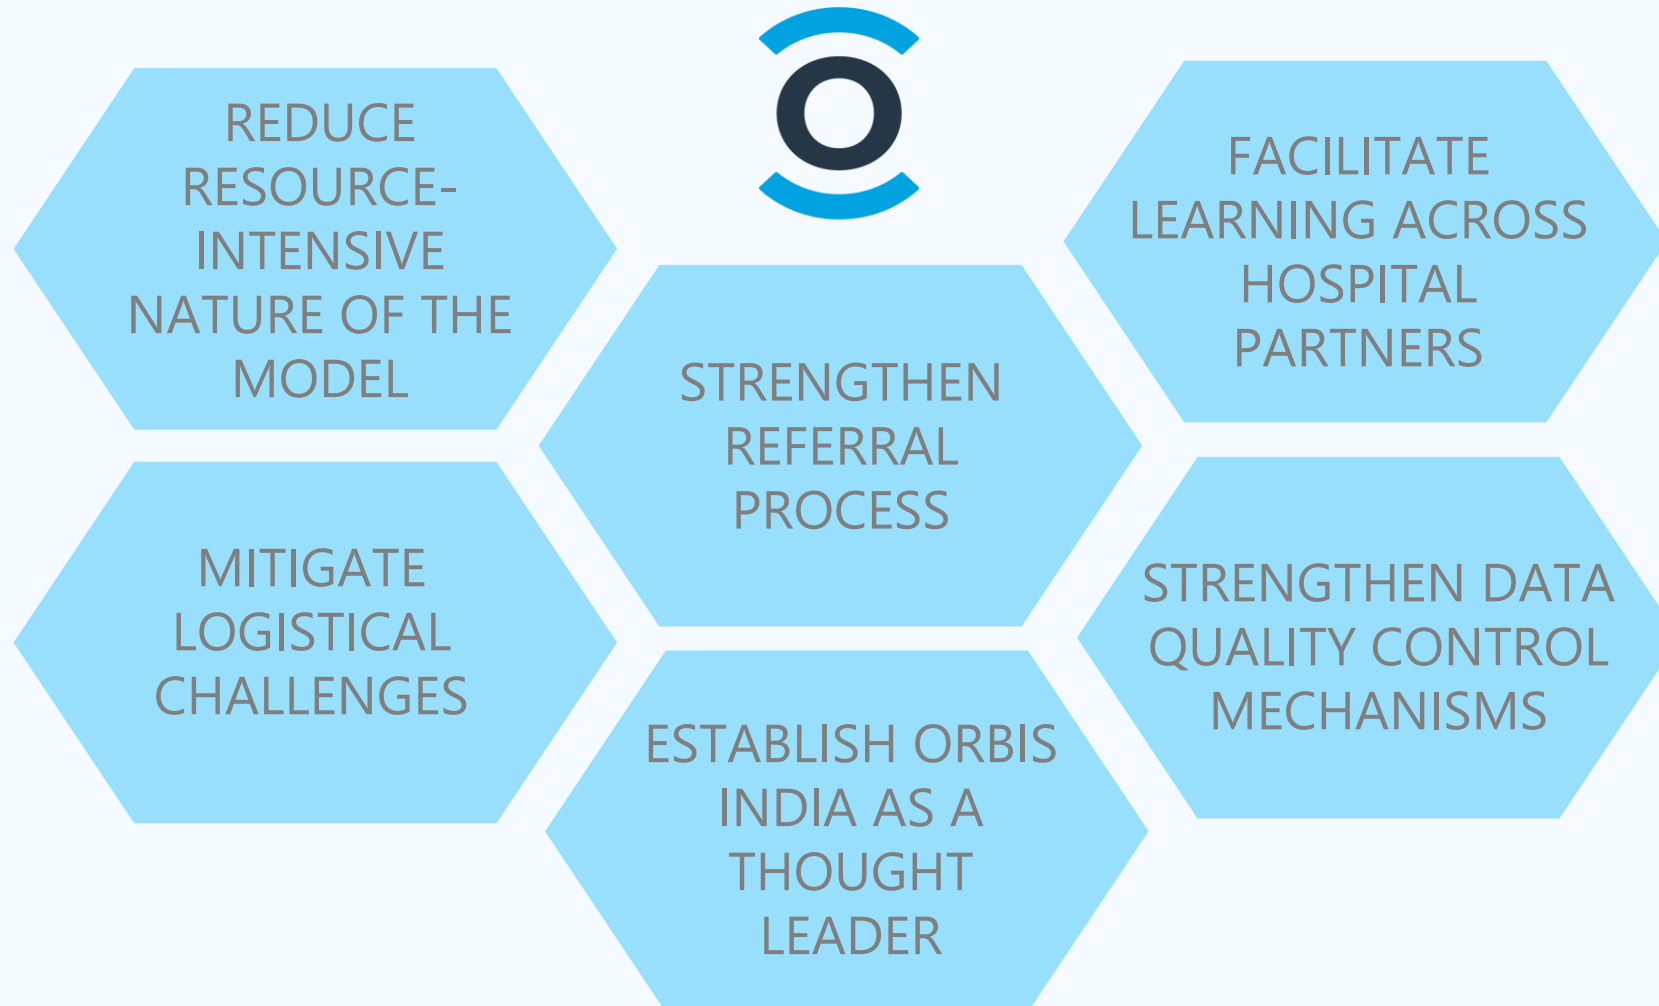 REDUCE
RESOURCE-
INTENSIVE
NATURE OF THE
MODEL
FACILITATE
LEARNING ACROSS
HOSPITAL
PARTNERS
STRENGTHEN
REFERRAL
PROCESS
MITIGATE
LOGISTICAL
CHALLENGES
STRENGTHEN DATA
QUALITY CONTROL
MECHANISMS
ESTABLISH ORBIS
INDIA AS A
THOUGHT
LEADER